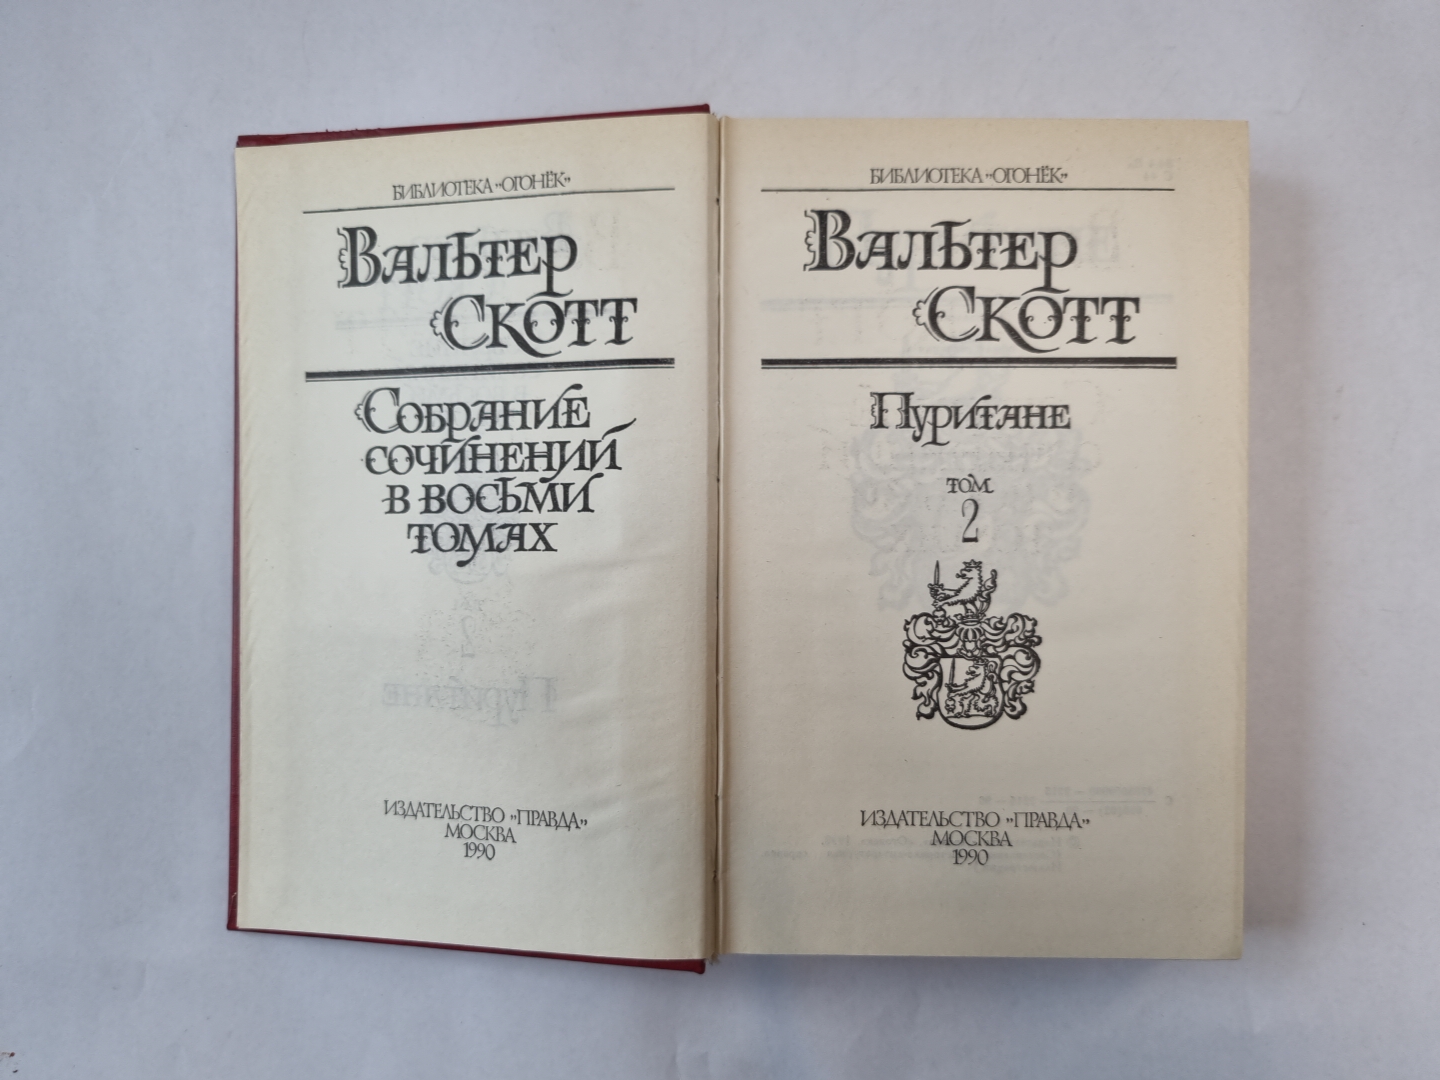 БИБЛИОТЕКА „ОГОНЁК”
ВАЛЬТЕР
СКОТТ
СОБРАНИЕ
СОЧИНЕНИЙ
В ВОСЬМИ
ТОМАХ
ИЗДАТЕЛЬСТВО „ПРАВДА”
МОСКВА
1990
БИБЛИОТЕКА „ОГОНЁК”
ВАЛЬТЕР
СКОТТ
Пуритане
ТОМ
2
ИЗДАТЕЛЬСТВО „ПРАВДА”
МОСКВА
1990